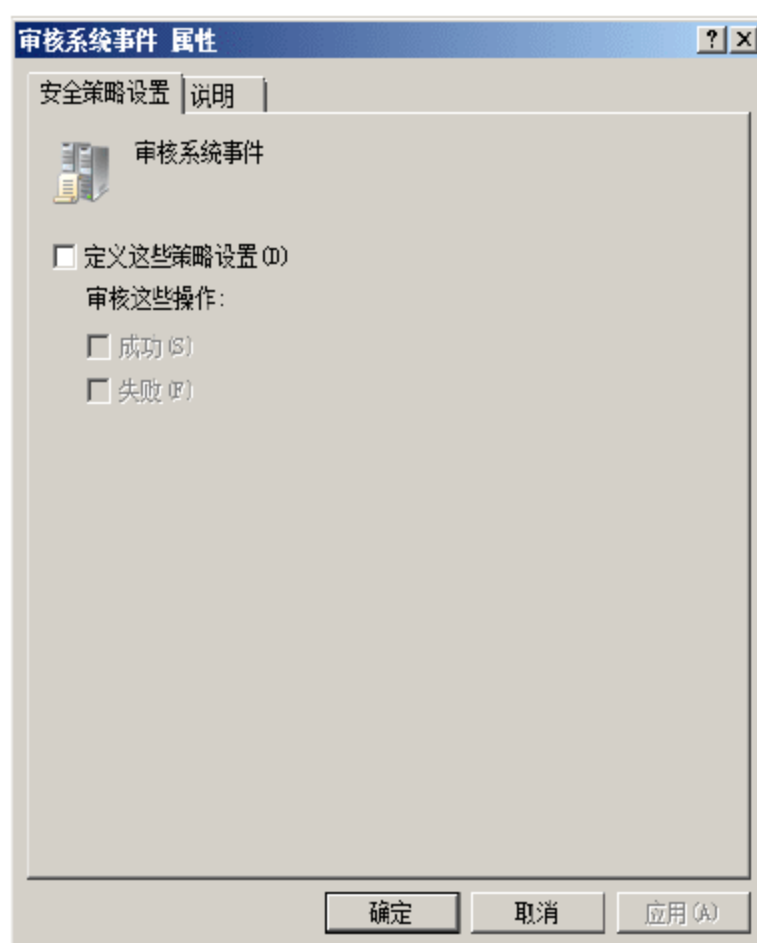 审核系统事件 属性
安全策略设置 说明
审核系统事件
定义这些策略设置(D)
审核这些操作:
成功(S)
失败(F)
确定 取消 应用(A)